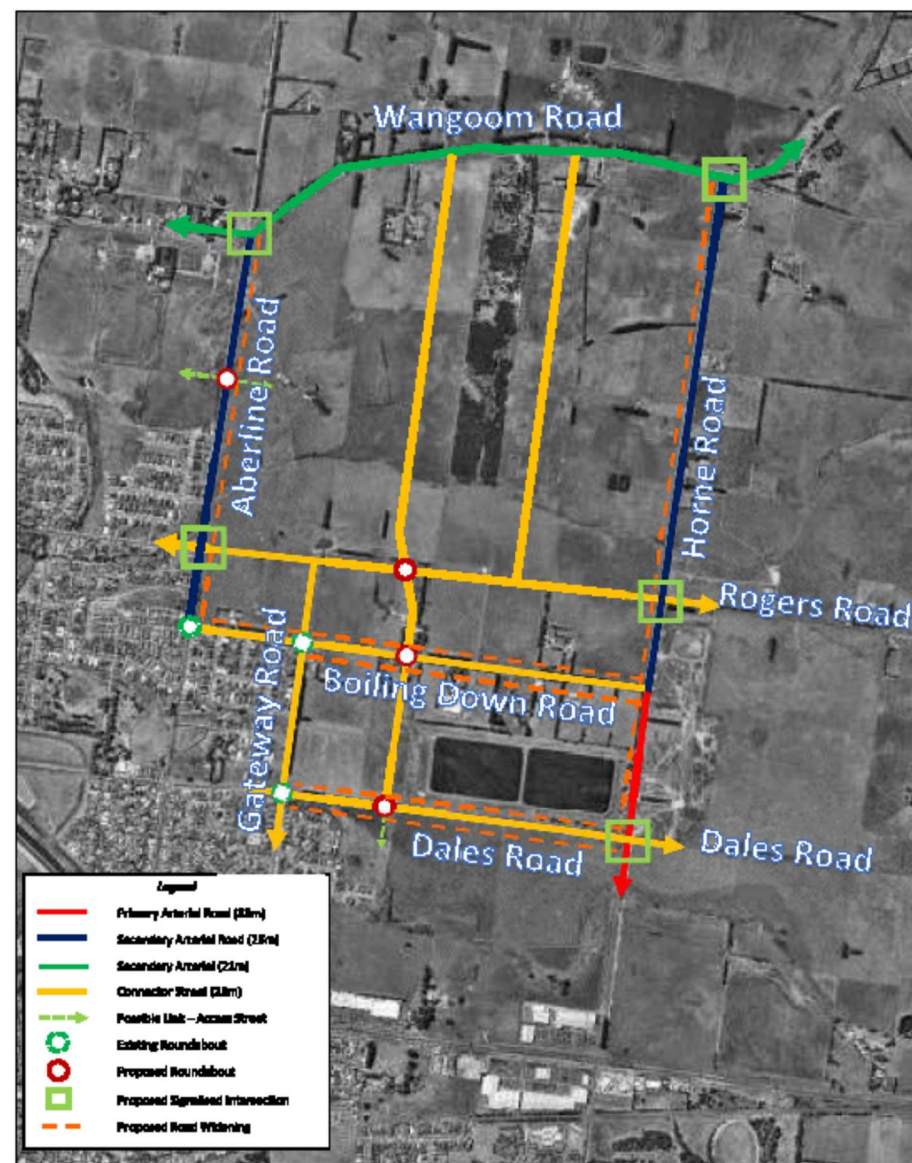 Wangoom Road
Aberline Road
Horne Road
Rogers Road
Gateway Road
Boiling Down Road
Dales Road
Dales Road
Legend
Primary Arterial Road
Secondary Arterial Road
Secondary Arterial (21m)
Connector Street
Possible Link – Access Street
Existing Roundabout
Proposed Roundabout
Proposed Signalised Intersection
Proposed Road Widening